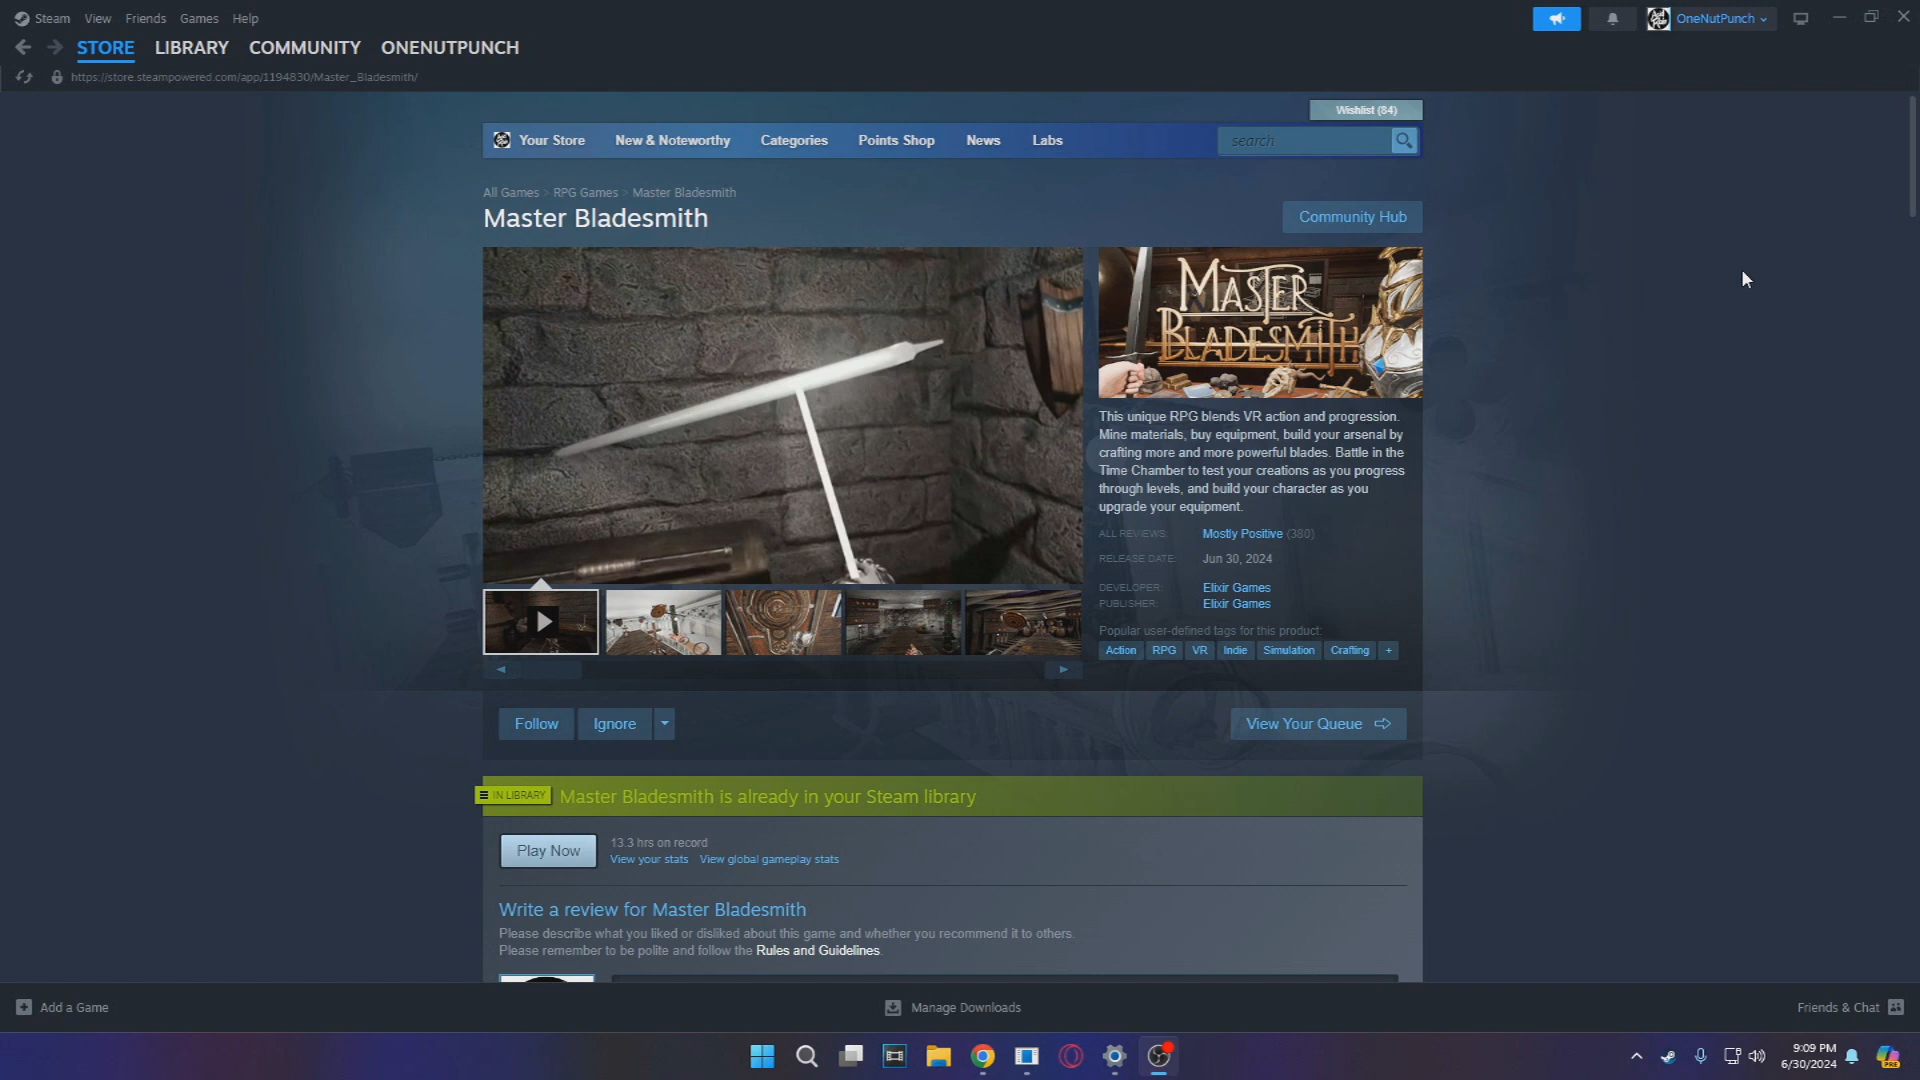 Steam View Friends Games Help
OneNutPunch
STORE LIBRARY COMMUNITY ONENUTPUNCH
https://store.steampowered.com/app/1194830/Master_Bladesmith/
Wishlist (84)
Your Store New & Noteworthy Categories Points Shop News Labs search
All Games > RPG Games > Master Bladesmith
Master Bladesmith
Community Hub
MASTER
BLADESMITH
This unique RPG blends VR action and progression.
Mine materials, buy equipment, build your arsenal by
crafting more and more powerful blades. Battle in the
Time Chamber to test your creations as you progress
through levels, and build your character as you
upgrade your equipment.
ALL REVIEWS: Mostly Positive (380)
RELEASE DATE: Jun 30, 2024
DEVELOPER: Elixir Games
PUBLISHER: Elixir Games
Popular user-defined tags for this product:
Action RPG VR Indie Simulation Crafting +
Follow Ignore View Your Queue
IN LIBRARY Master Bladesmith is already in your Steam library
Play Now
13.3 hrs on record
View your stats View global gameplay stats
Write a review for Master Bladesmith
Please describe what you liked or disliked about this game and whether you recommend it to others.
Please remember to be polite and follow the Rules and Guidelines.
Add a Game Manage Downloads Friends & Chat
9:09 PM
6/30/2024
PRE